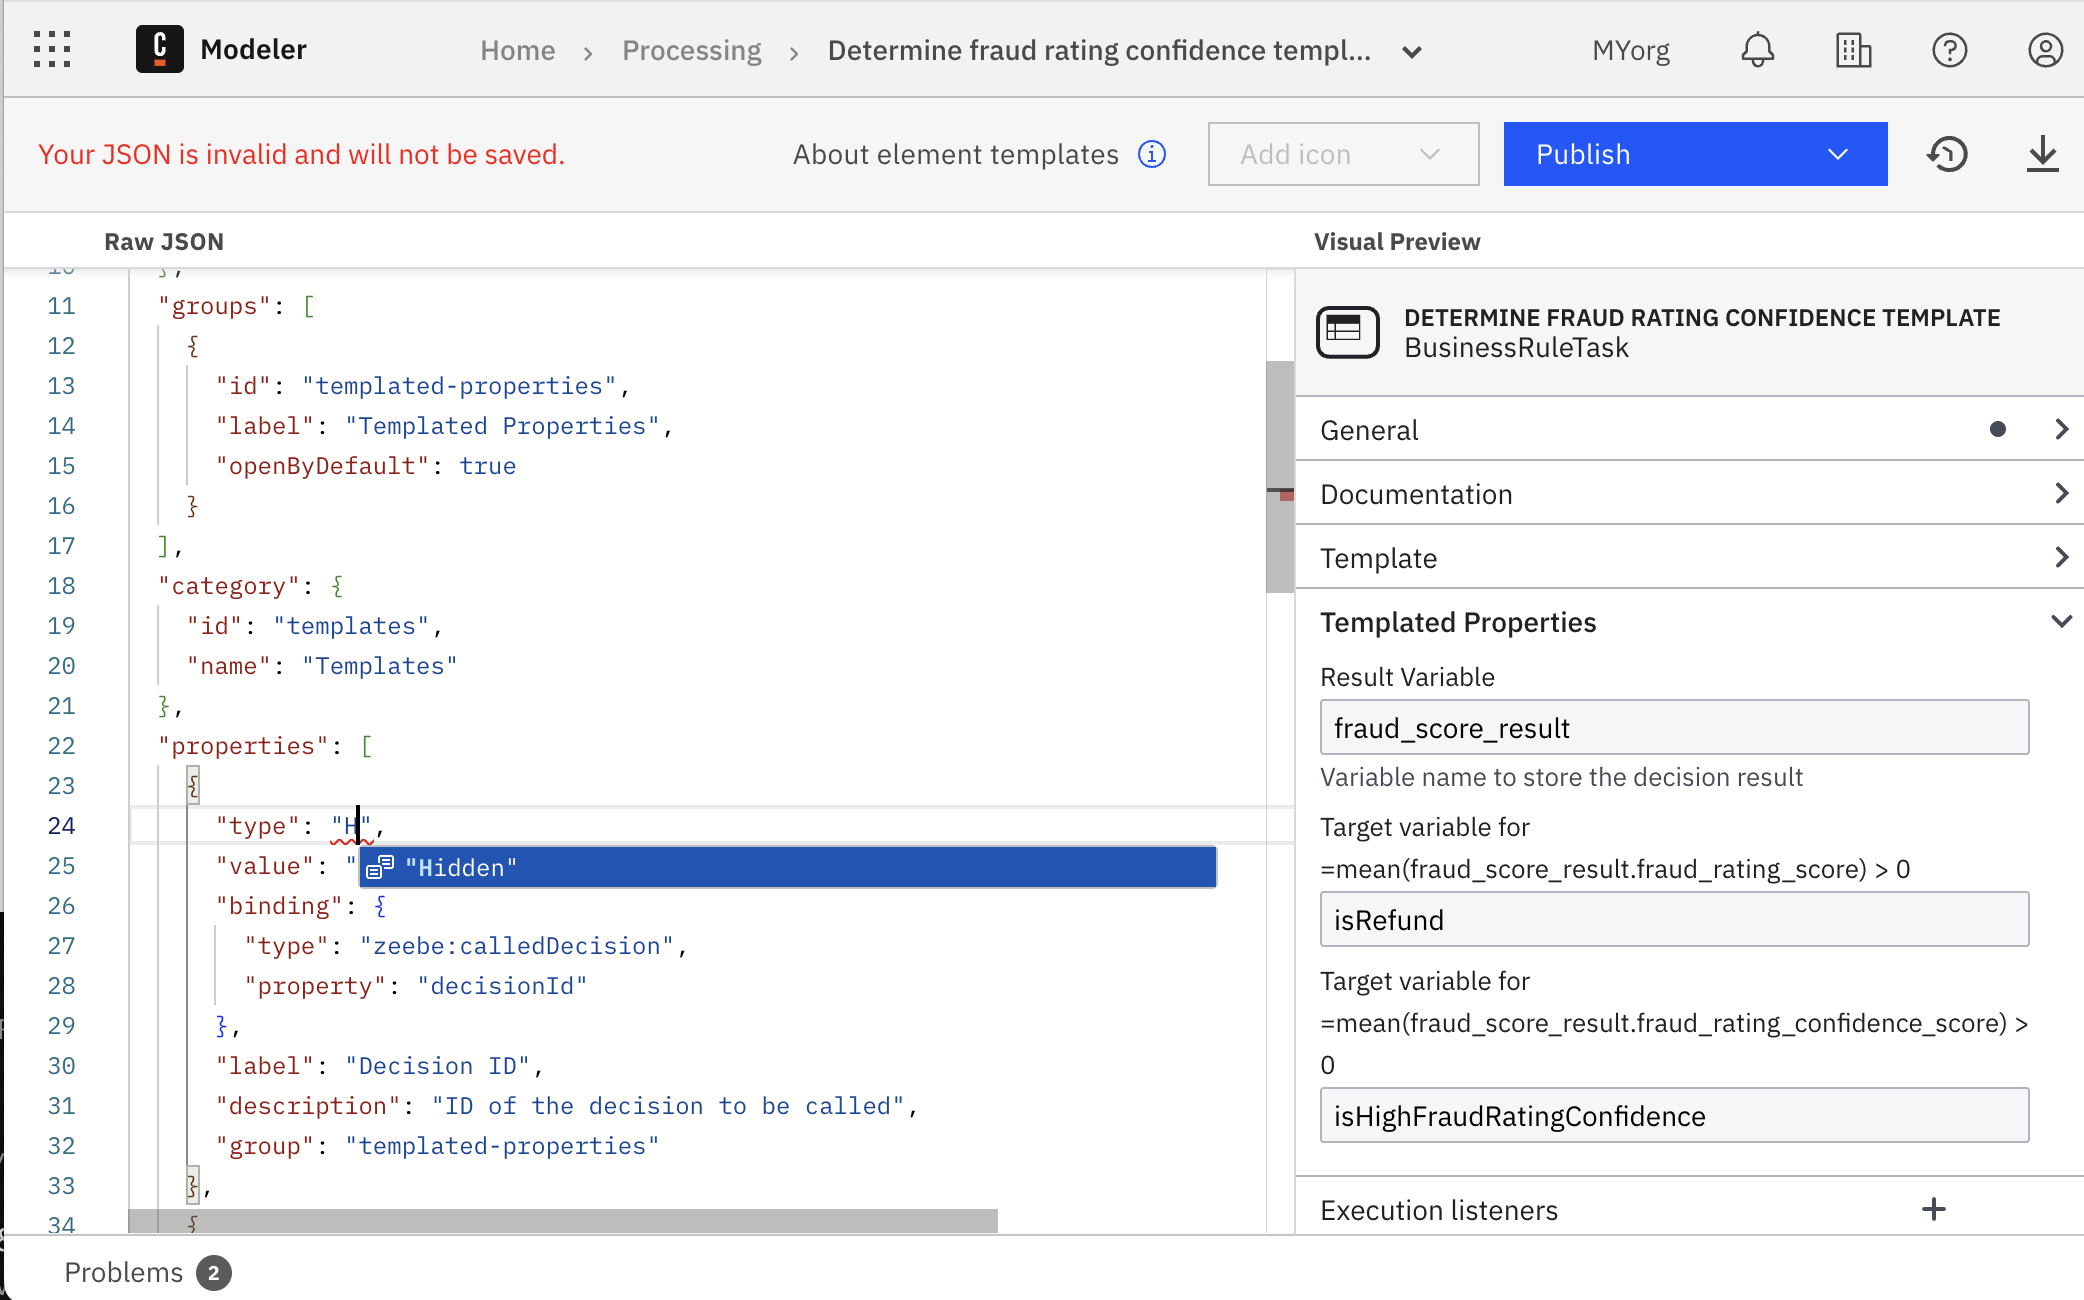 C Modeler Home > Processing > Determine fraud rating confidence templ... MYorg
Your JSON is invalid and will not be saved. About element templates Add icon Publish
Raw JSON
Visual Preview
11 "groups": [
12 {
13 "id": "templated-properties",
14 "label": "Templated Properties",
15 "openByDefault": true
16 }
17 ],
18 "category": {
19 "id": "templates",
20 "name": "Templates"
21 },
22 "properties": [
23 {
24 "type": "H",
25 "value": "
"Hidden"
26 "binding": {
27 "type": "zeebe:calledDecision",
28 "property": "decisionId"
29 },
30 "label": "Decision ID",
31 "description": "ID of the decision to be called",
32 "group": "templated-properties"
33 },
34 {
DETERMINE FRAUD RATING CONFIDENCE TEMPLATE
BusinessRuleTask
General
Documentation
Template
Templated Properties
Result Variable
fraud_score_result
Variable name to store the decision result
Target variable for
=mean(fraud_score_result.fraud_rating_score) > 0
isRefund
Target variable for
=mean(fraud_score_result.fraud_rating_confidence_score) >
0
isHighFraudRatingConfidence
Execution listeners +
Problems 2